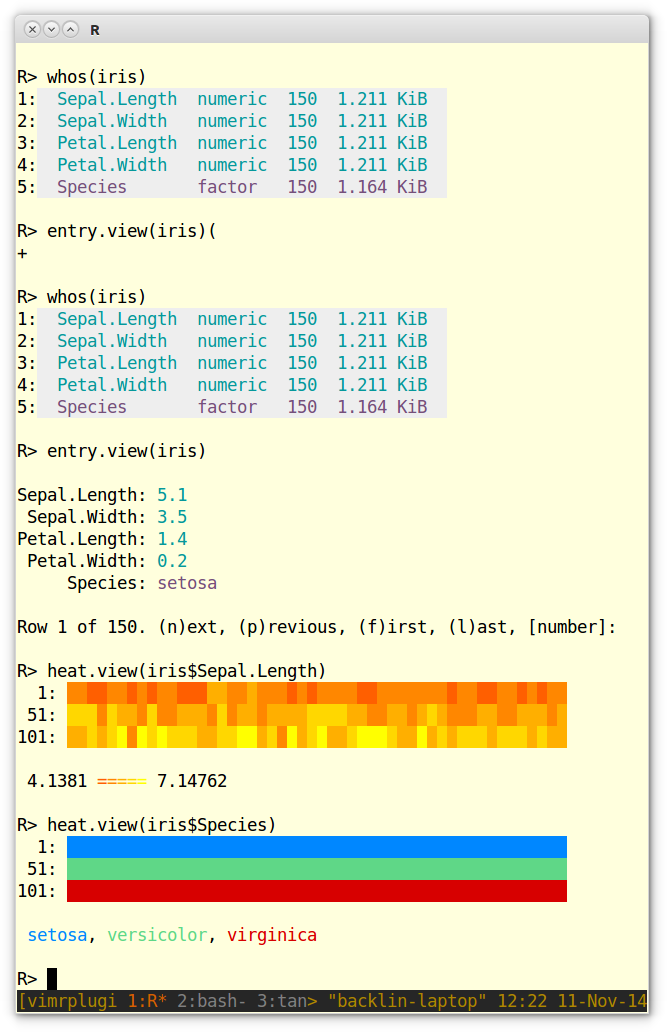 R
R> whos(iris)
1:  Sepal.Length  numeric  150  1.211 KiB
2:  Sepal.Width   numeric  150  1.211 KiB
3:  Petal.Length  numeric  150  1.211 KiB
4:  Petal.Width   numeric  150  1.211 KiB
5:  Species       factor   150  1.164 KiB
R> entry.view(iris)(
+
R> whos(iris)
1:  Sepal.Length  numeric  150  1.211 KiB
2:  Sepal.Width   numeric  150  1.211 KiB
3:  Petal.Length  numeric  150  1.211 KiB
4:  Petal.Width   numeric  150  1.211 KiB
5:  Species       factor   150  1.164 KiB
R> entry.view(iris)
Sepal.Length: 5.1
Sepal.Width: 3.5
Petal.Length: 1.4
Petal.Width: 0.2
Species: setosa
Row 1 of 150. (n)ext, (p)revious, (f)irst, (l)ast, [number]:
R> heat.view(iris$Sepal.Length)
1:
51:
101:
4.1381 ===== 7.14762
R> heat.view(iris$Species)
1:
51:
101:
setosa, versicolor, virginica
R>
[vimrplugi 1:R* 2:bash- 3:tan> "backlin-laptop" 12:22 11-Nov-14